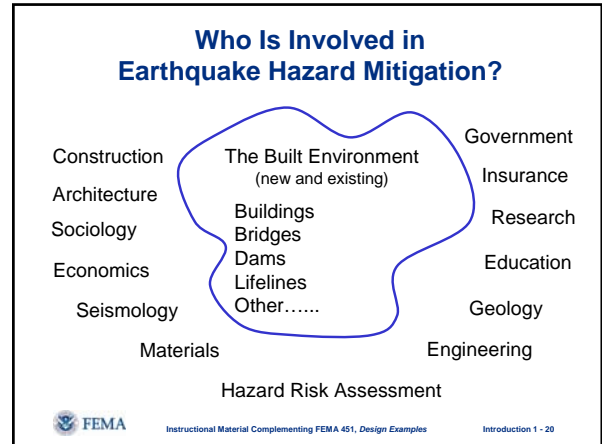 Who Is Involved in
Earthquake Hazard Mitigation?
The Built Environment
(new and existing)
Buildings
Bridges
Dams
Lifelines
Other…...
Construction
Architecture
Sociology
Economics
Seismology
Materials
Hazard Risk Assessment
Government
Insurance
Research
Education
Geology
Engineering
FEMA
Instructional Material Complementing FEMA 451, Design Examples
Introduction 1 - 20